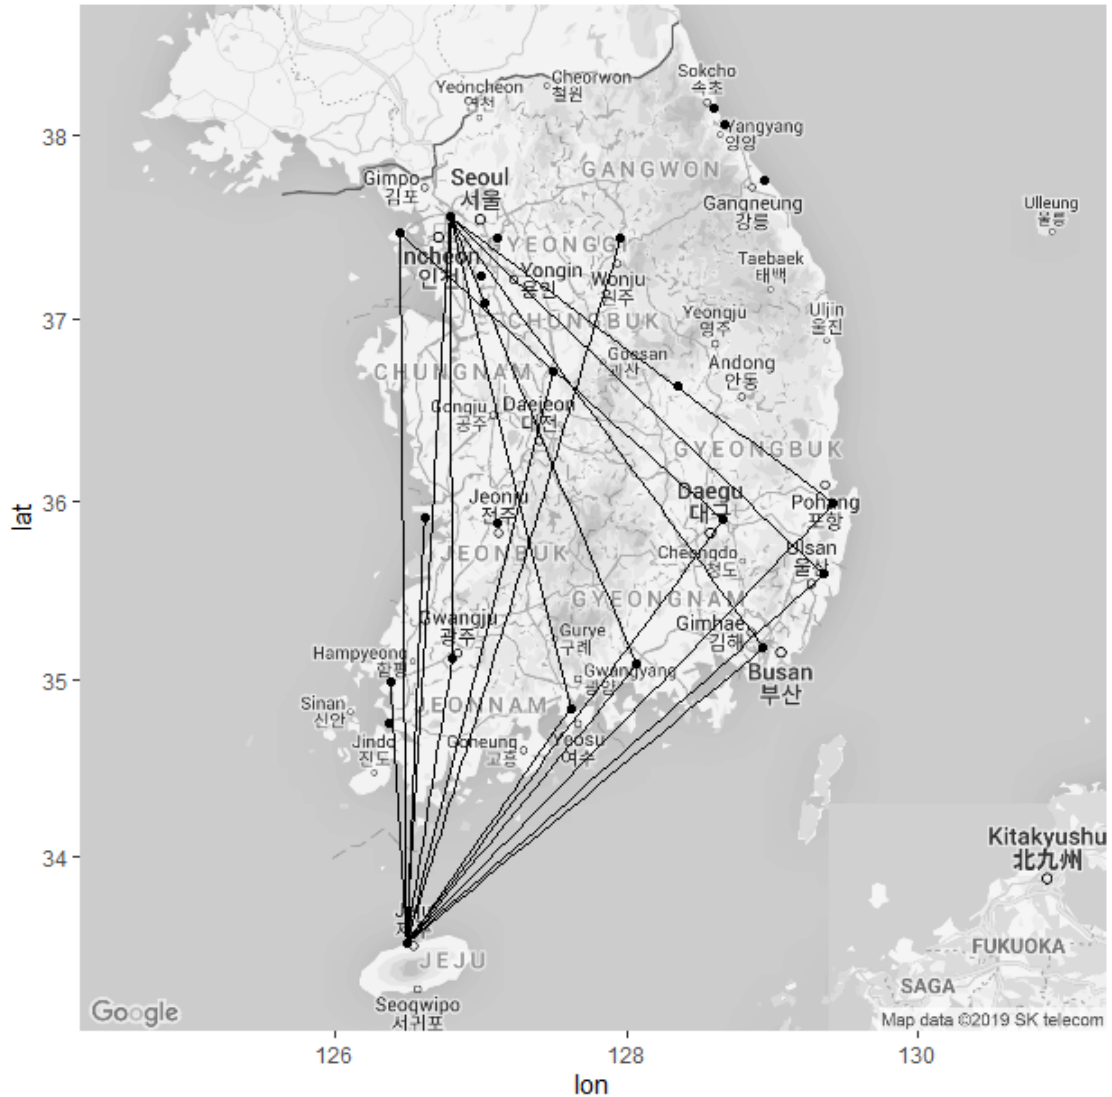 Sokcho
속초
Cheorwon
철원
Yeoncheon
연천
38
Yangyang
양양
GANGWON
Gimpo
김포
Seoul
서울
Gangneung
강릉
Ulleung
울릉
YEONGGI
Incheon
인천
Yongin
용인
Wonju
원주
Taebaek
태백
37
CHUNGBUK
Yeongju
영주
Uljin
울진
Goesan
괴산
Andong
안동
CHUNGNAM
Gongju
공주
Daejeon
대전
GYEONGBUK
Daegu
대구
36
lat
Jeonju
전주
Pohang
포항
JEONBUK
Cheongdo
청도
Ulsan
울산
GYEONGNAM
Gwangju
광주
Gurye
구례
Gimhae
김해
Hampyeong
함평
Gwangyang
광양
Busan
부산
35
Sinan
신안
JEONNAM
Jindo
진도
Goheung
고흥
Yeosu
여수
34
Kitakyushu
北九州
FUKUOKA
JEJU
SAGA
Seogwipo
서귀포
Google
Map data ©2019 SK telecom
126
128
130
lon